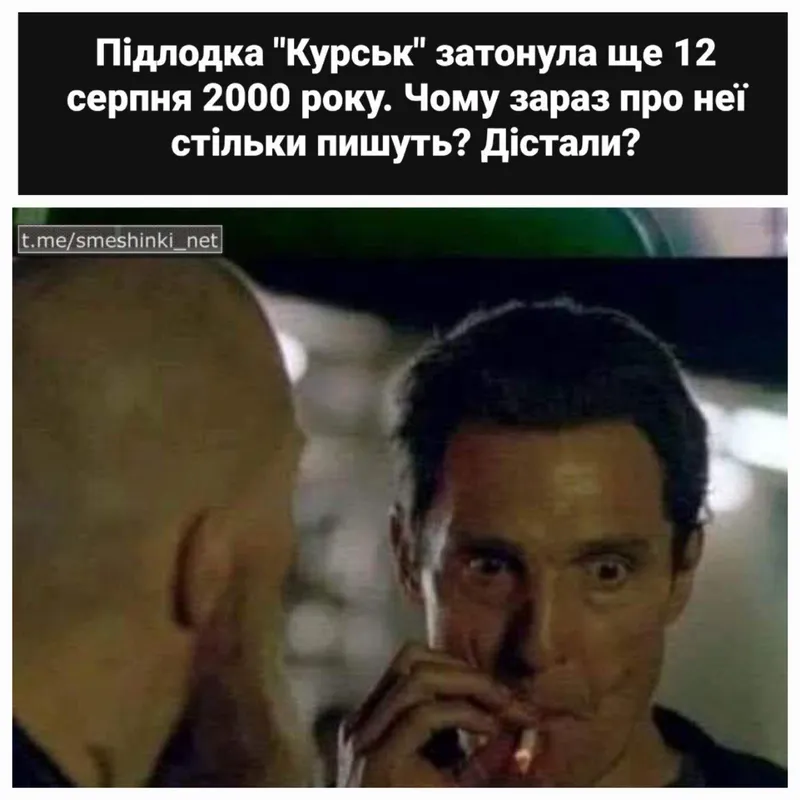 Підлодка "Курськ" затонула ще 12
серпня 2000 року. Чому зараз про неї
стільки пишуть? Дістали?
t.me/smeshinki_net